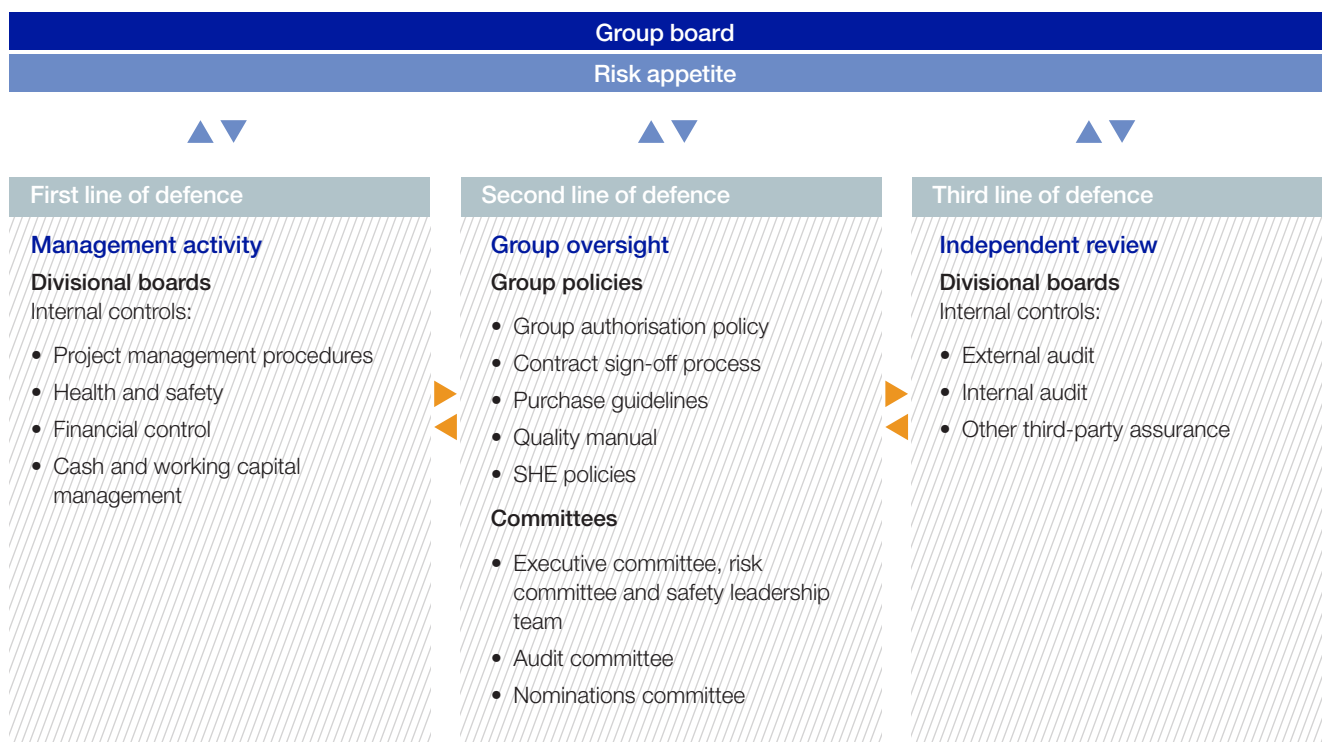 Group board
Risk appetite
First line of defence
Management activity
Divisional boards
Internal controls:
• Project management procedures
• Health and safety
• Financial control
• Cash and working capital
management
Second line of defence
Group oversight
Group policies
• Group authorisation policy
• Contract sign-off process
• Purchase guidelines
• Quality manual
• SHE policies
Committees
• Executive committee, risk
committee and safety leadership
team
• Audit committee
• Nominations committee
Third line of defence
Independent review
Divisional boards
Internal controls:
• External audit
• Internal audit
• Other third-party assurance